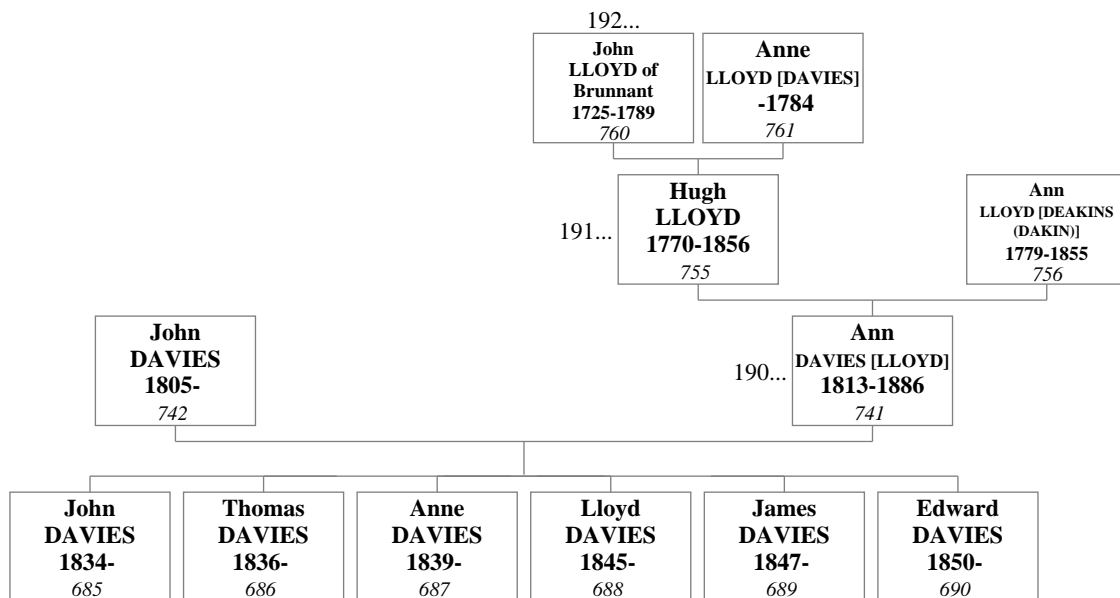 192...
John
LLOYD of
Brunnant
1725-1789
760
Anne
LLOYD [DAVIES]
-1784
761
191...
Hugh
LLOYD
1770-1856
755
Ann
LLOYD [DEAKINS
(DAKIN)]
1779-1855
756
John
DAVIES
1805-
742
190...
Ann
DAVIES [LLOYD]
1813-1886
741
John
DAVIES
1834-
685
Thomas
DAVIES
1836-
686
Anne
DAVIES
1839-
687
Lloyd
DAVIES
1845-
688
James
DAVIES
1847-
689
Edward
DAVIES
1850-
690